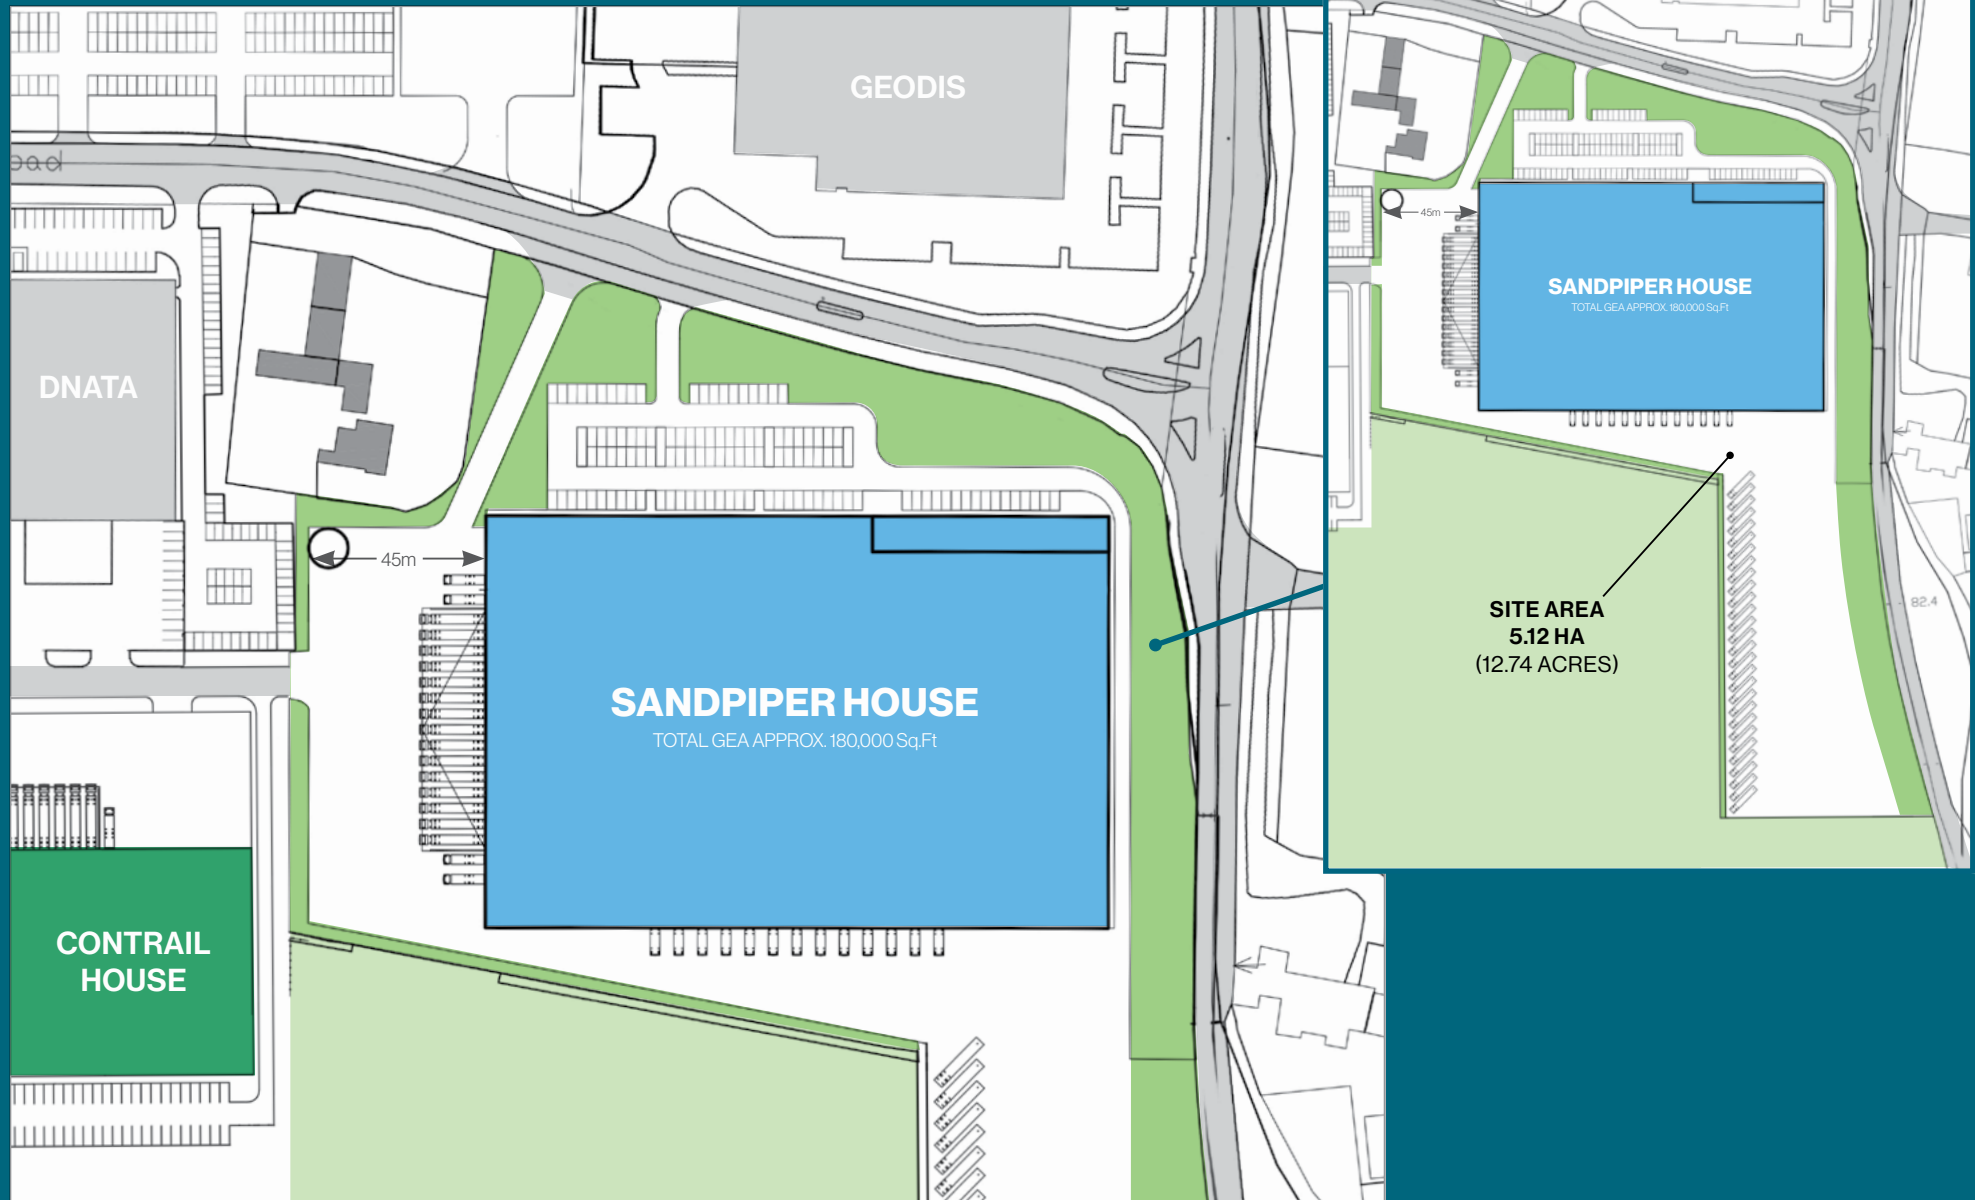 GEODIS
oad
DNATA
45m
SANDPIPER HOUSE
TOTAL GEA APPROX. 180,000 Sq.Ft
CONTRAIL
HOUSE
45m
SANDPIPER HOUSE
TOTAL GEA APPROX. 180,000 Sq.Ft
SITE AREA
5.12 HA
(12.74 ACRES)
82.4